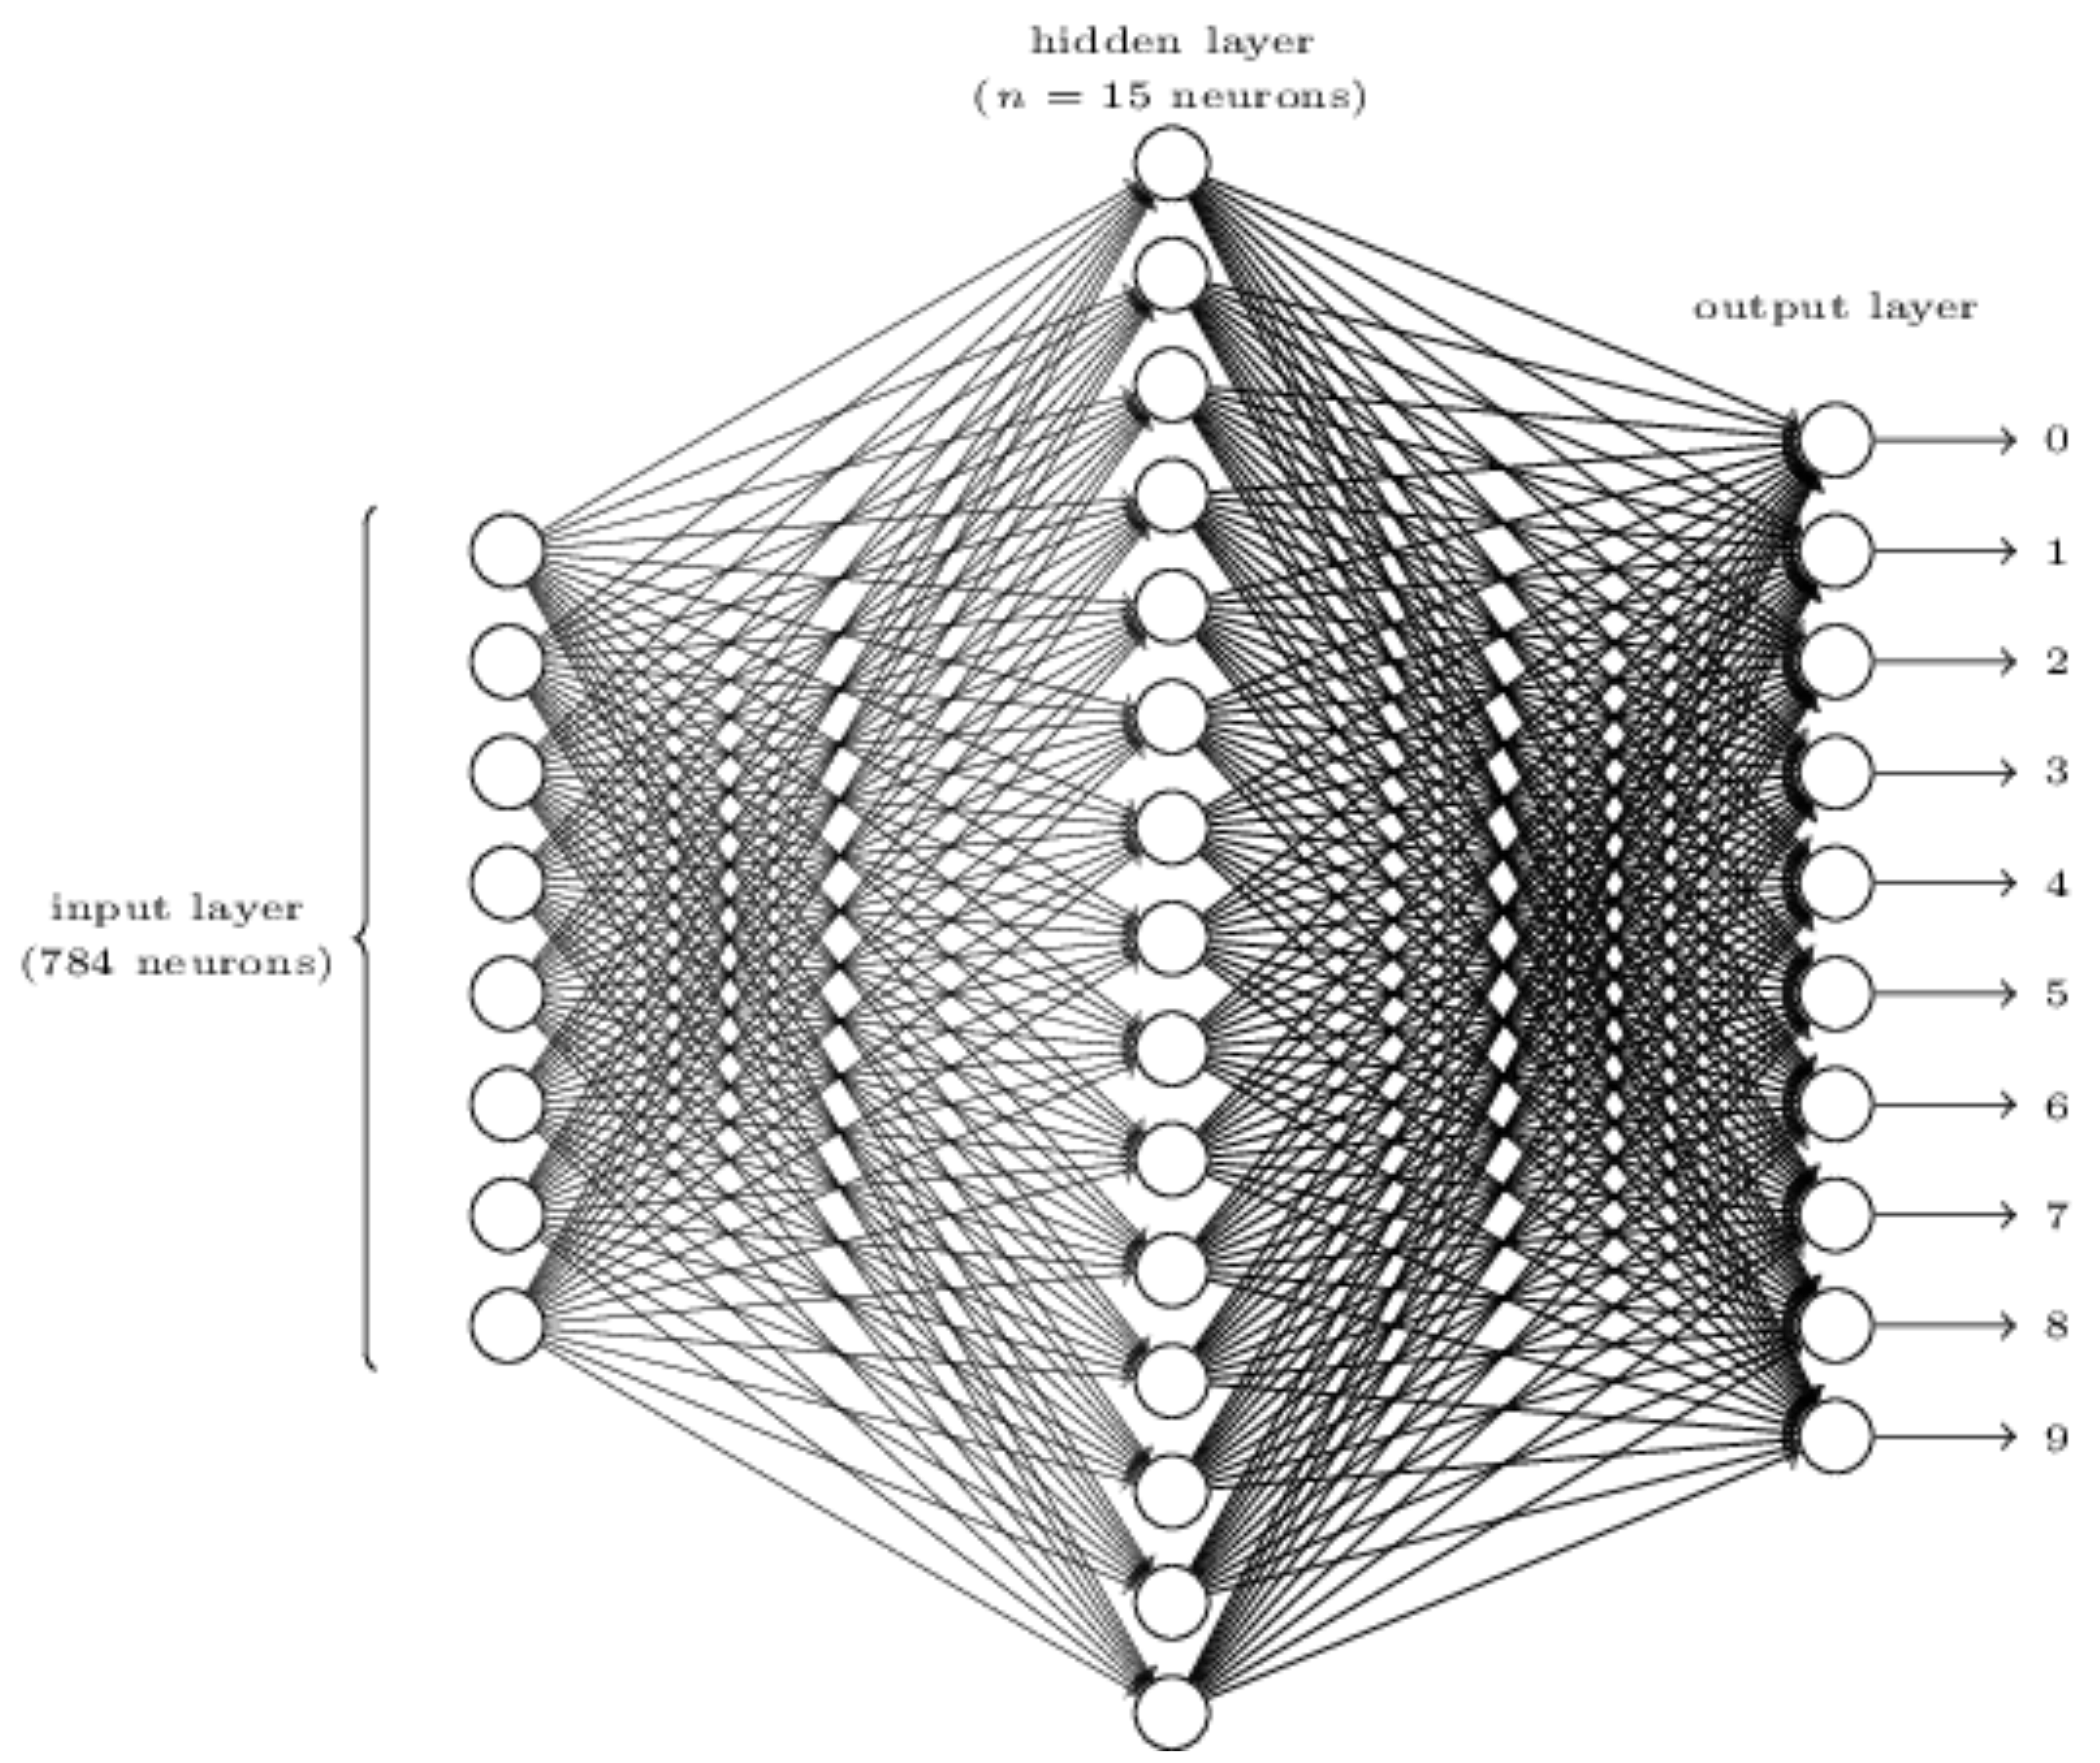 hidden layer
(n = 15 neurons)
output layer
0
1
2
3
4
5
6
7
8
9
input layer
(784 neurons)